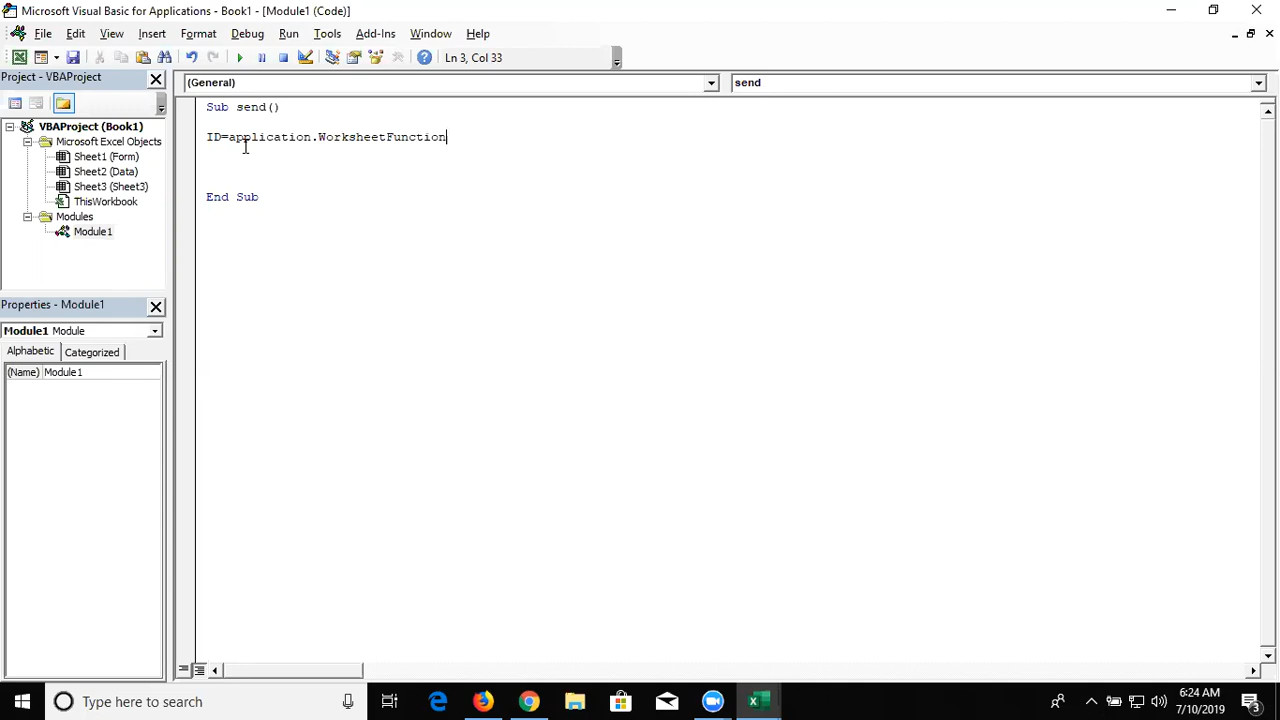 Microsoft Visual Basic for Applications - Book1 - [Module1 (Code)]
File Edit View Insert Format Debug Run Tools Add-Ins Window Help
Ln 3, Col 33
Project - VBAProject
(General)
send
VBAProject (Book1)
Microsoft Excel Objects
Sheet1 (Form)
Sheet2 (Data)
Sheet3 (Sheet3)
ThisWorkbook
Modules
Module1
Sub send()
ID=application.WorksheetFunction
End Sub
Properties - Module1
Module1 Module
Alphabetic Categorized
(Name) Module1
Type here to search
6:24 AM
7/10/2019
3